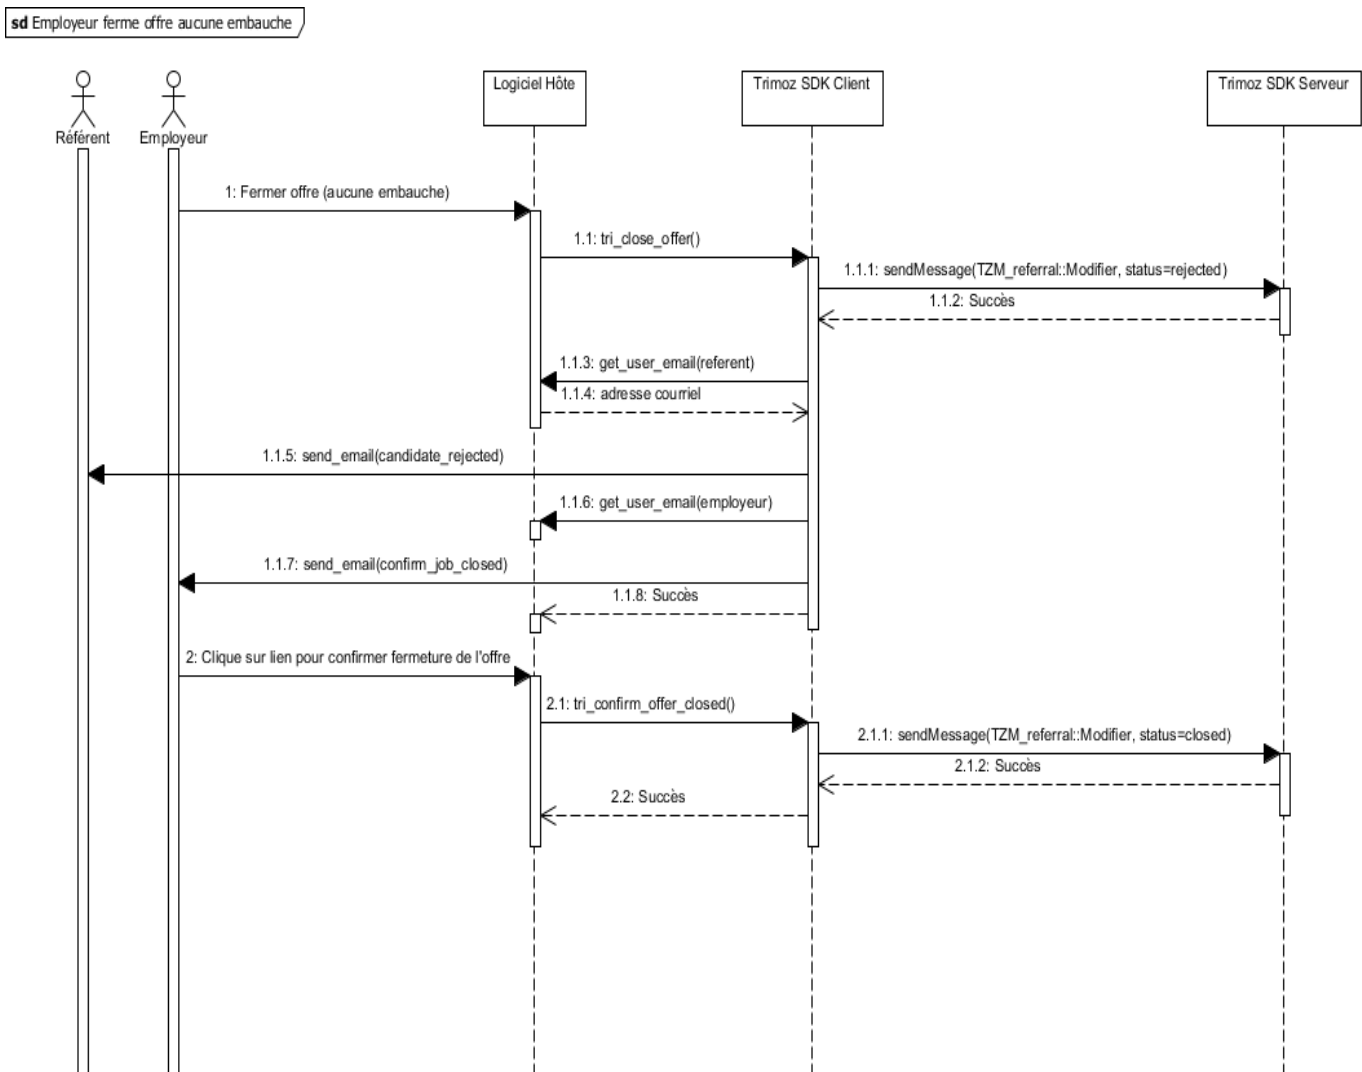 sd Employeur ferme offre aucune embauche
Référent
Employeur
Logiciel Hôte
Trimoz SDK Client
Trimoz SDK Serveur
1: Fermer offre (aucune embauche)
1.1: tri_close_offer()
1.1.1: sendMessage(TZM_referral::Modifier, status=rejected)
1.1.2: Succès
1.1.3: get_user_email(referent)
1.1.4: adresse courriel
1.1.5: send_email(candidate_rejected)
1.1.6: get_user_email(employeur)
1.1.7: send_email(confirm_job_closed)
1.1.8: Succès
2: Clique sur lien pour confirmer fermeture de l'offre
2.1: tri_confirm_offer_closed()
2.1.1: sendMessage(TZM_referral::Modifier, status=closed)
2.1.2: Succès
2.2: Succès